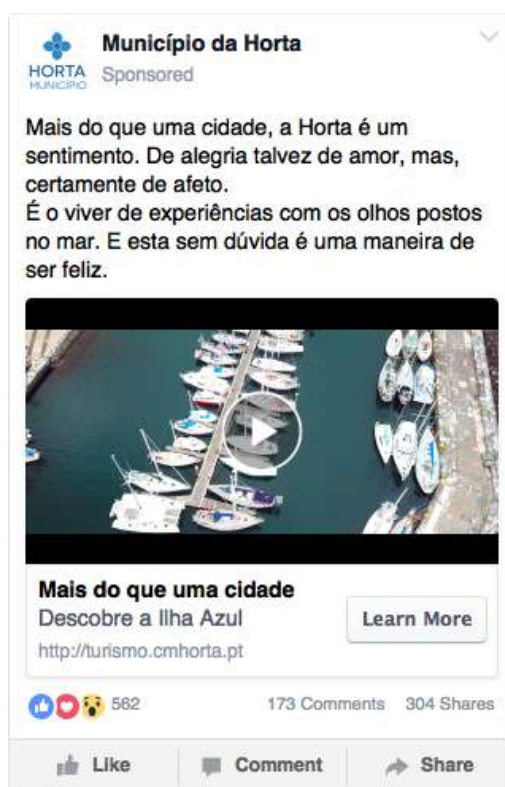 Município da Horta
HORTA
MUNICÍPIO
Sponsored
Mais do que uma cidade, a Horta é um
sentimento. De alegria talvez de amor, mas,
certamente de afeto.
É o viver de experiências com os olhos postos
no mar. E esta sem dúvida é uma maneira de
ser feliz.
Mais do que uma cidade
Descobre a Ilha Azul
Learn More
http://turismo.cmhorta.pt
562
173 Comments 304 Shares
Like Comment Share